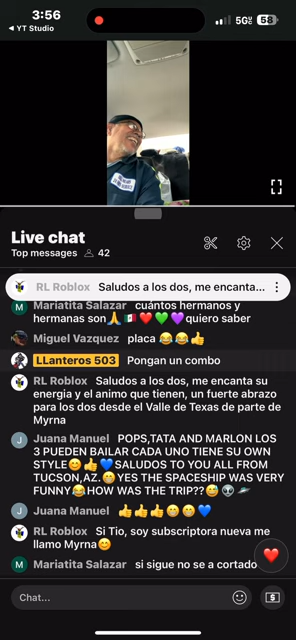 3:56
5G
53
◀ YT Studio
Live chat
Top messages 42
RL Roblox Saludos a los dos, me encanta...
Mariatita Salazar cuántos hermanos y
hermanas son🙏🇲🇽❤️💚💜quiero saber
Miguel Vazquez placa 😂😂👍
LLanteros 503 Pongan un combo
RL Roblox Saludos a los dos, me encanta su
energia y el animo que tienen, un fuerte abrazo
para los dos desde el Valle de Texas de parte de
Myrna
Juana Manuel POPS,TATA AND MARLON LOS
3 PUEDEN BAILAR CADA UNO TIENE SU OWN
STYLE😊👍💙SALUDOS TO YOU ALL FROM
TUCSON,AZ.😁YES THE SPACESHIP WAS VERY
FUNNY😂HOW WAS THE TRIP??😅👽🛸
Juana Manuel 👍👍👍😁😁💙
RL Roblox Si Tio, soy subscriptora nueva me
llamo Myrna😊
Mariatita Salazar si sigue no se a cortado
Chat...